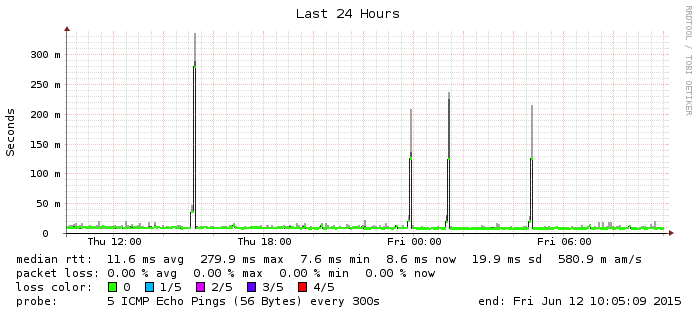 Last 24 Hours
RRDTOOL / TOBI OETIKER
Seconds
300 m
250 m
200 m
150 m
100 m
50 m
0
Thu 12:00 Thu 18:00 Fri 00:00 Fri 06:00
median rtt: 11.6 ms avg 279.9 ms max 7.6 ms min 8.6 ms now 19.9 ms sd 580.9 m am/s
packet loss: 0.00 % avg 0.00 % max 0.00 % min 0.00 % now
loss color: 0 1/5 2/5 3/5 4/5
probe: 5 ICMP Echo Pings (56 Bytes) every 300s end: Fri Jun 12 10:05:09 2015